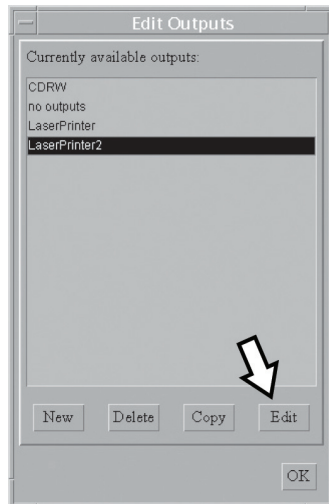 Edit Outputs
Currently available outputs:
CDRW
no outputs
LaserPrinter
LaserPrinter2
New Delete Copy Edit
OK